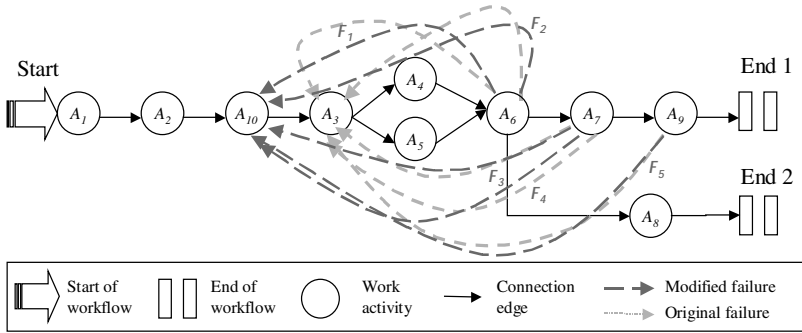 F1
F2
Start
End 1
A4
A1
A2
A10
A3
A6
A7
A9
A5
F3
F4
F5
End 2
A8
Start of
workflow
End of
workflow
Work
activity
Connection
edge
Modified failure
Original failure